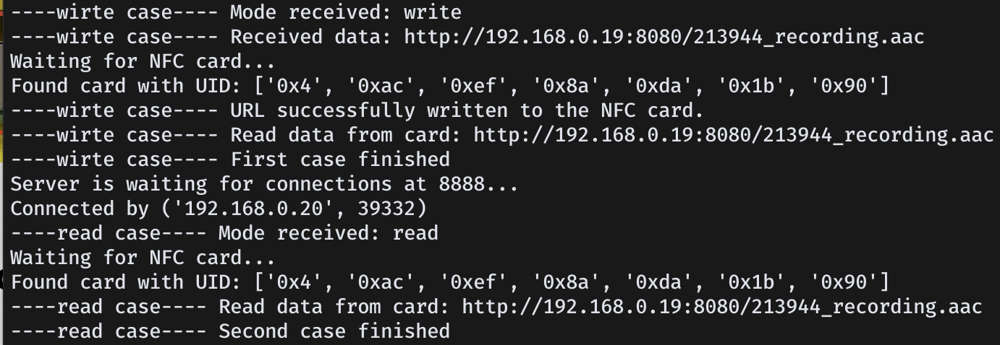 ----wirte case---- Mode received: write
----wirte case---- Received data: http://192.168.0.19:8080/213944_recording.aac
Waiting for NFC card...
Found card with UID: ['0x4', '0xac', '0xef', '0x8a', '0xda', '0x1b', '0x90']
----wirte case---- URL successfully written to the NFC card.
----wirte case---- Read data from card: http://192.168.0.19:8080/213944_recording.aac
----wirte case---- First case finished
Server is waiting for connections at 8888...
Connected by ('192.168.0.20', 39332)
----read case---- Mode received: read
Waiting for NFC card...
Found card with UID: ['0x4', '0xac', '0xef', '0x8a', '0xda', '0x1b', '0x90']
----read case---- Read data from card: http://192.168.0.19:8080/213944_recording.aac
----read case---- Second case finished